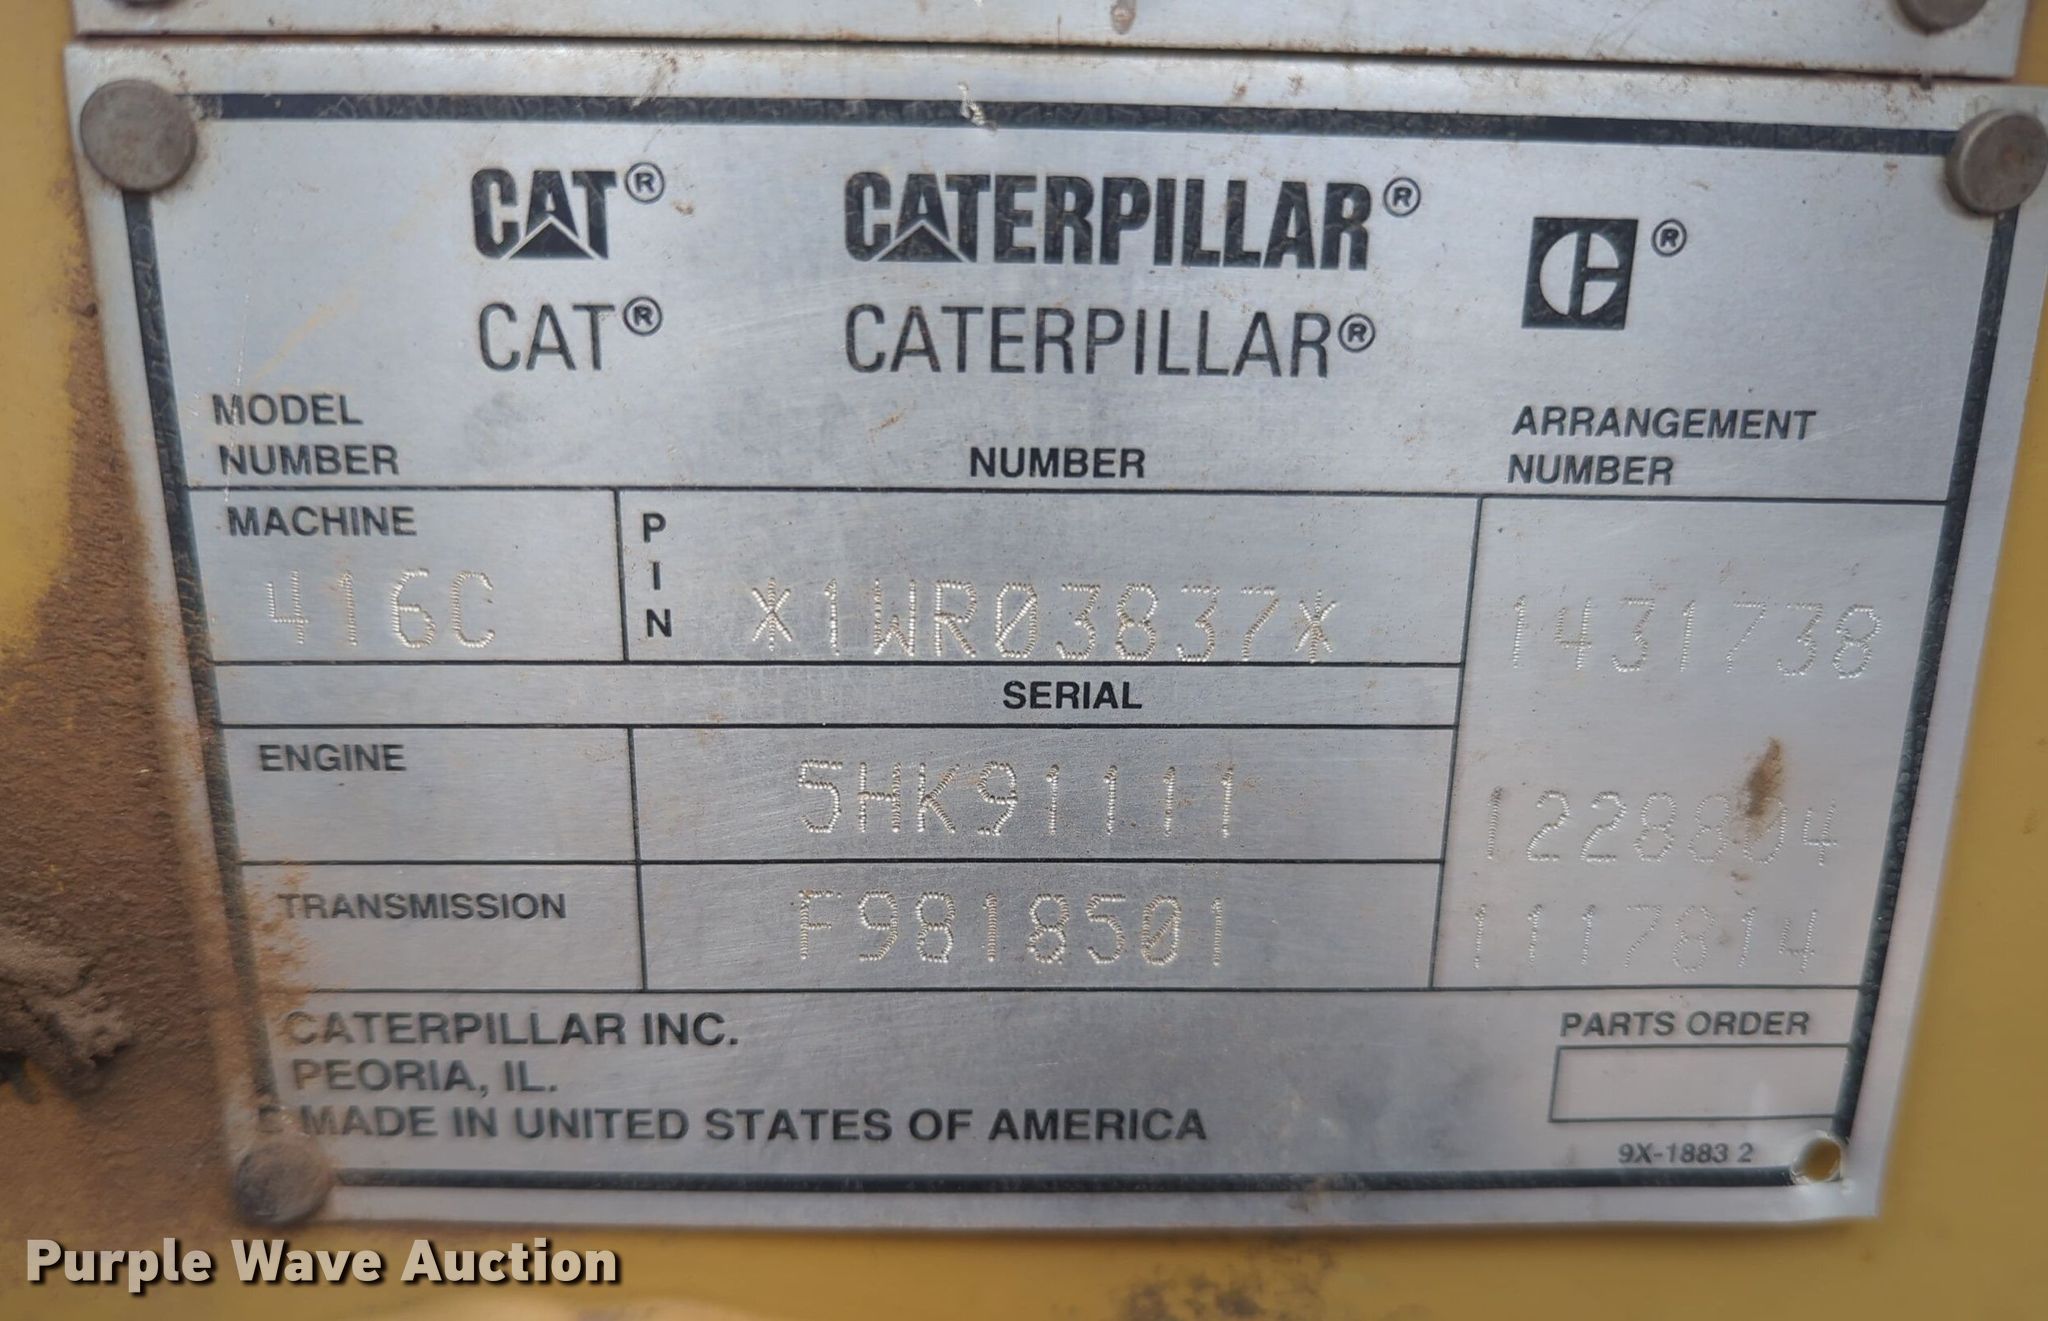 CAT® CATERPILLAR® ®
CAT® CATERPILLAR®
MODEL
NUMBER
NUMBER
ARRANGEMENT
NUMBER
MACHINE
416C
PIN
*1WR03837*
1431738
SERIAL
ENGINE
5HK91111
1228804
TRANSMISSION
F9818501
1117814
CATERPILLAR INC.
PEORIA, IL.
MADE IN UNITED STATES OF AMERICA
PARTS ORDER
9X-1883 2
Purple Wave Auction